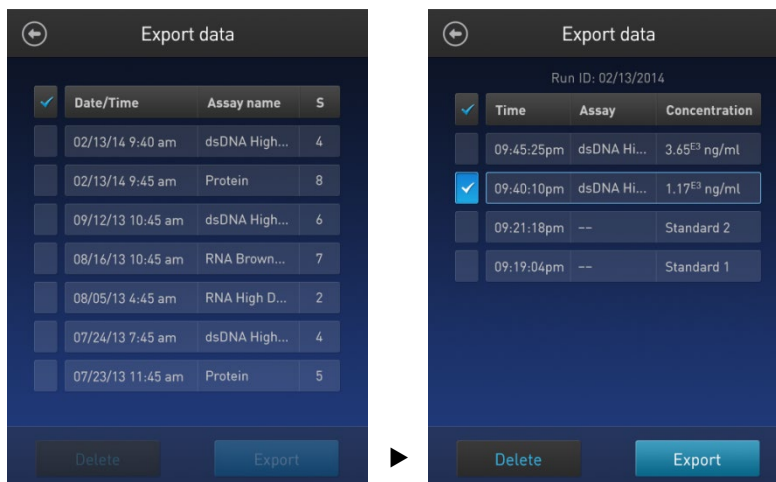 Export data
Date/Time Assay name S
02/13/14 9:40 am dsDNA High... 4
02/13/14 9:45 am Protein 8
09/12/13 10:45 am dsDNA High... 6
08/16/13 10:45 am RNA Brown... 7
08/05/13 4:45 am RNA High D... 2
07/24/13 7:45 am dsDNA High... 4
07/23/13 11:45 am Protein 5
Delete Export
Export data
Run ID: 02/13/2014
Time Assay Concentration
09:45:25pm dsDNA Hi... 3.65ᴱ³ ng/ml
09:40:10pm dsDNA Hi... 1.17ᴱ³ ng/ml
09:21:18pm -- Standard 2
09:19:04pm -- Standard 1
Delete Export